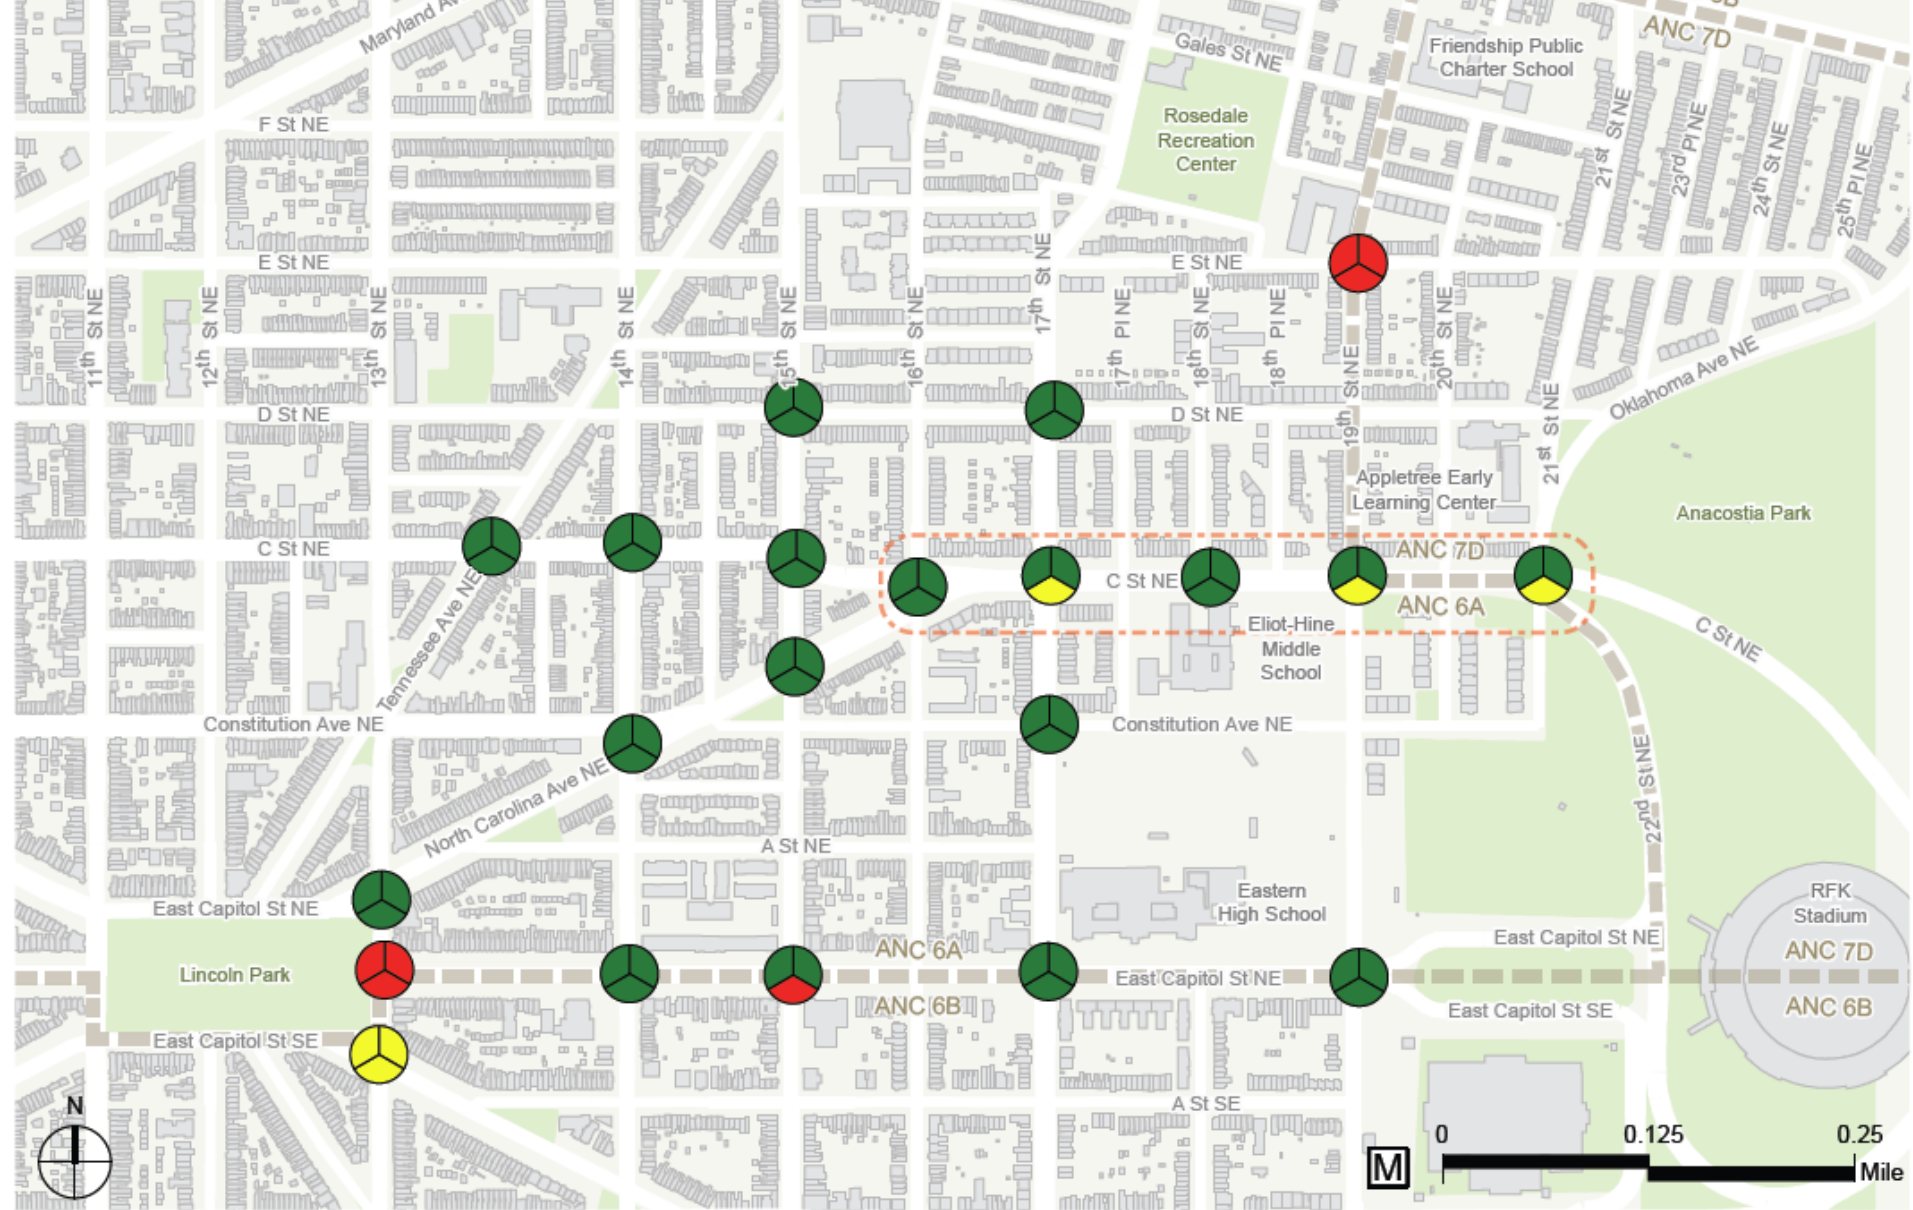 Maryland Av
Gales St NE
Friendship Public
Charter School
ANC 7D
Rosedale
Recreation
Center
F St NE
21st St NE
23rd Pl NE
24th St NE
25th Pl NE
E St NE
E St NE
11th St NE
12th St NE
13th St NE
14th St NE
15th St NE
16th St NE
17th St NE
17th Pl NE
18th St NE
18th Pl NE
19th St NE
20th St NE
21st St NE
Oklahoma Ave NE
D St NE
D St NE
Appletree Early
Learning Center
Anacostia Park
C St NE
ANC 7D
C St NE
ANC 6A
C St NE
Eliot-Hine
Middle
School
Tennessee Ave NE
Constitution Ave NE
Constitution Ave NE
22nd St NE
North Carolina Ave NE
A St NE
East Capitol St NE
Eastern
High School
RFK
Stadium
East Capitol St NE
ANC 6A
ANC 7D
Lincoln Park
East Capitol St NE
ANC 6B
ANC 6B
East Capitol St SE
East Capitol St SE
A St SE
N
0 0.125 0.25
M
Mile